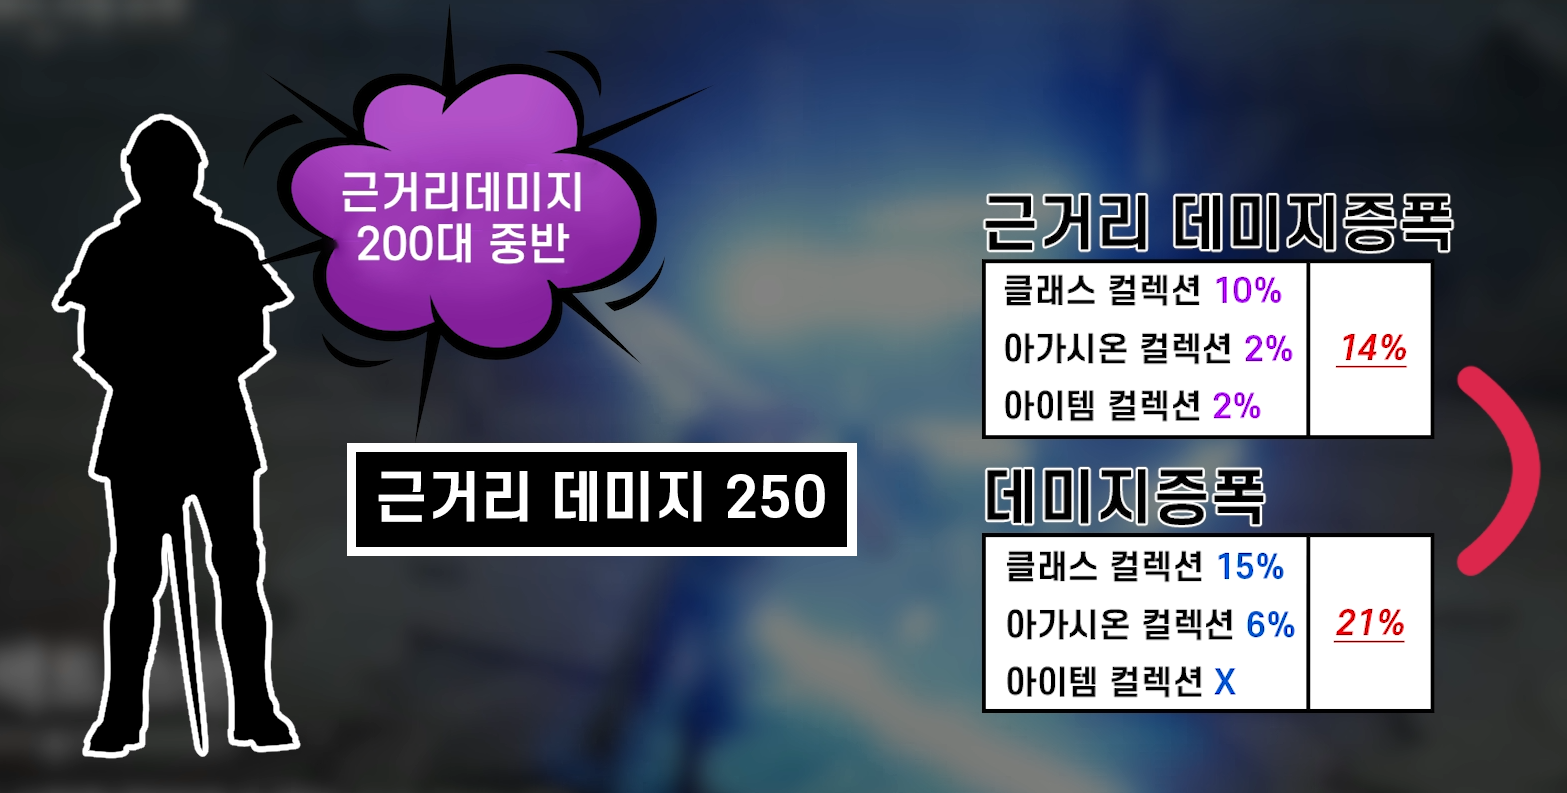 근거리데미지
200대 중반
근거리 데미지 250
근거리 데미지증폭
클래스 컬렉션 10%
아가시온 컬렉션 2%
아이템 컬렉션 2%
14%
데미지증폭
클래스 컬렉션 15%
아가시온 컬렉션 6%
아이템 컬렉션 X
21%